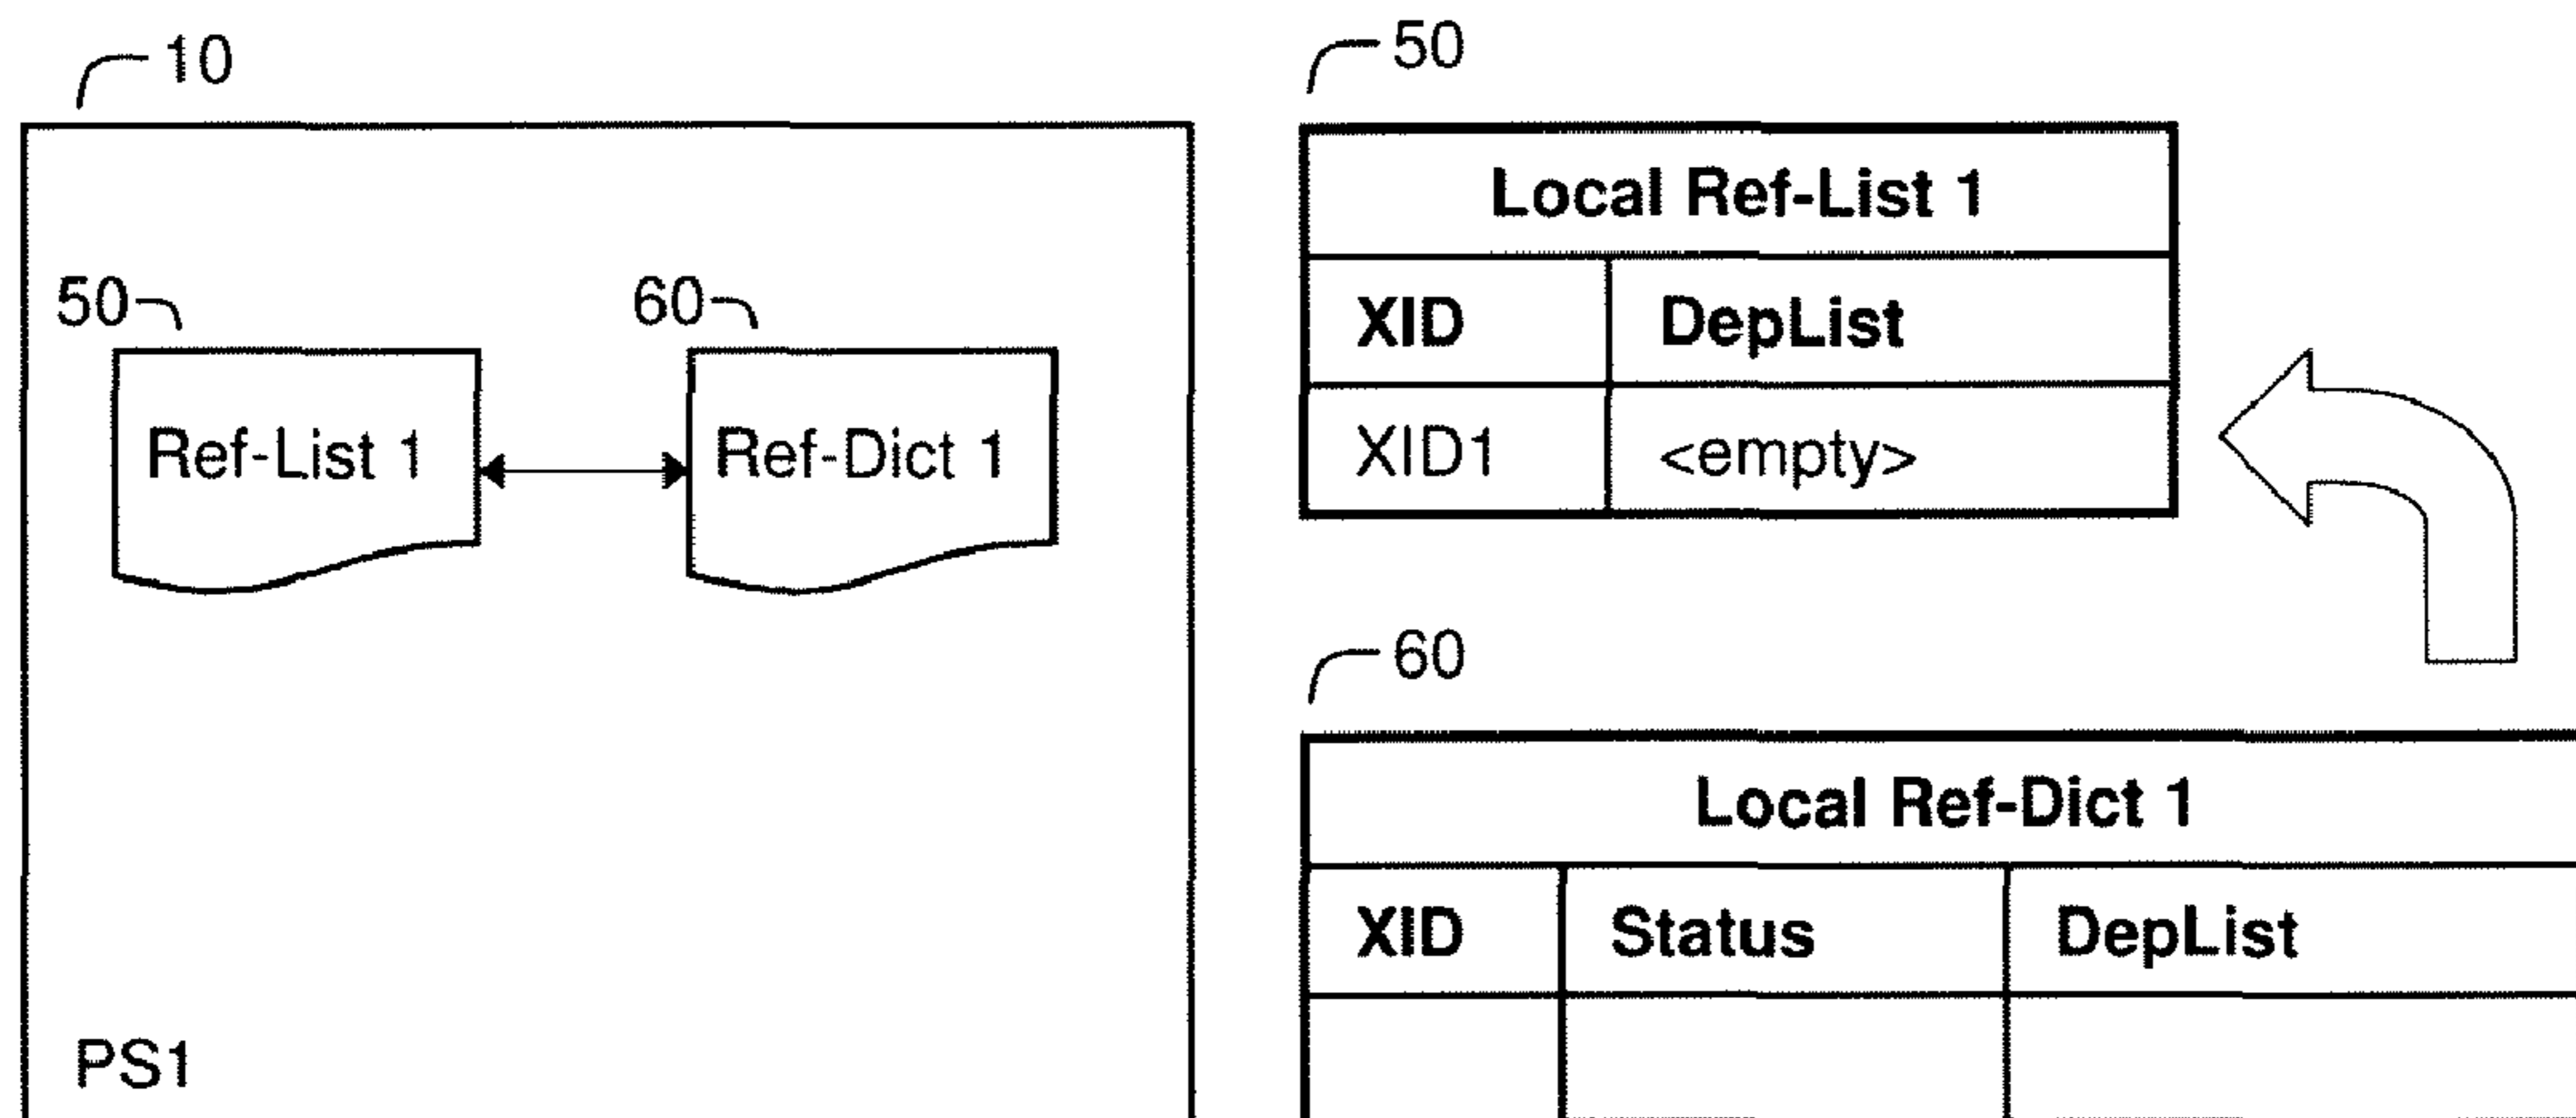 10
50 60
Ref-List 1 Ref-Dict 1
PS1
50
Local Ref-List 1
XID DepList
XID1 <empty>
60
Local Ref-Dict 1
XID Status DepList